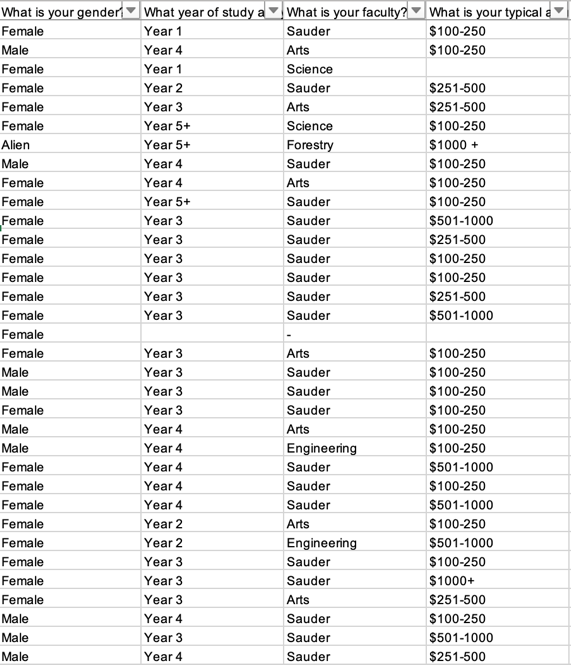 What is your gender? What year of study a What is your faculty? What is your typical a
Female Year 1 Sauder $100-250
Male Year 4 Arts $100-250
Female Year 1 Science
Female Year 2 Sauder $251-500
Female Year 3 Arts $251-500
Female Year 5+ Science $100-250
Alien Year 5+ Forestry $1000 +
Male Year 4 Sauder $100-250
Female Year 4 Arts $100-250
Female Year 5+ Sauder $100-250
Female Year 3 Sauder $501-1000
Female Year 3 Sauder $251-500
Female Year 3 Sauder $100-250
Female Year 3 Sauder $100-250
Female Year 3 Sauder $251-500
Female Year 3 Sauder $501-1000
Female -
Female Year 3 Arts $100-250
Male Year 3 Sauder $100-250
Male Year 3 Sauder $100-250
Female Year 3 Sauder $100-250
Male Year 4 Arts $100-250
Male Year 4 Engineering $100-250
Female Year 4 Sauder $501-1000
Female Year 4 Sauder $100-250
Female Year 4 Sauder $501-1000
Female Year 2 Arts $100-250
Female Year 2 Engineering $501-1000
Female Year 3 Sauder $100-250
Female Year 3 Sauder $1000+
Female Year 3 Arts $251-500
Male Year 4 Sauder $100-250
Male Year 3 Sauder $501-1000
Male Year 4 Sauder $251-500